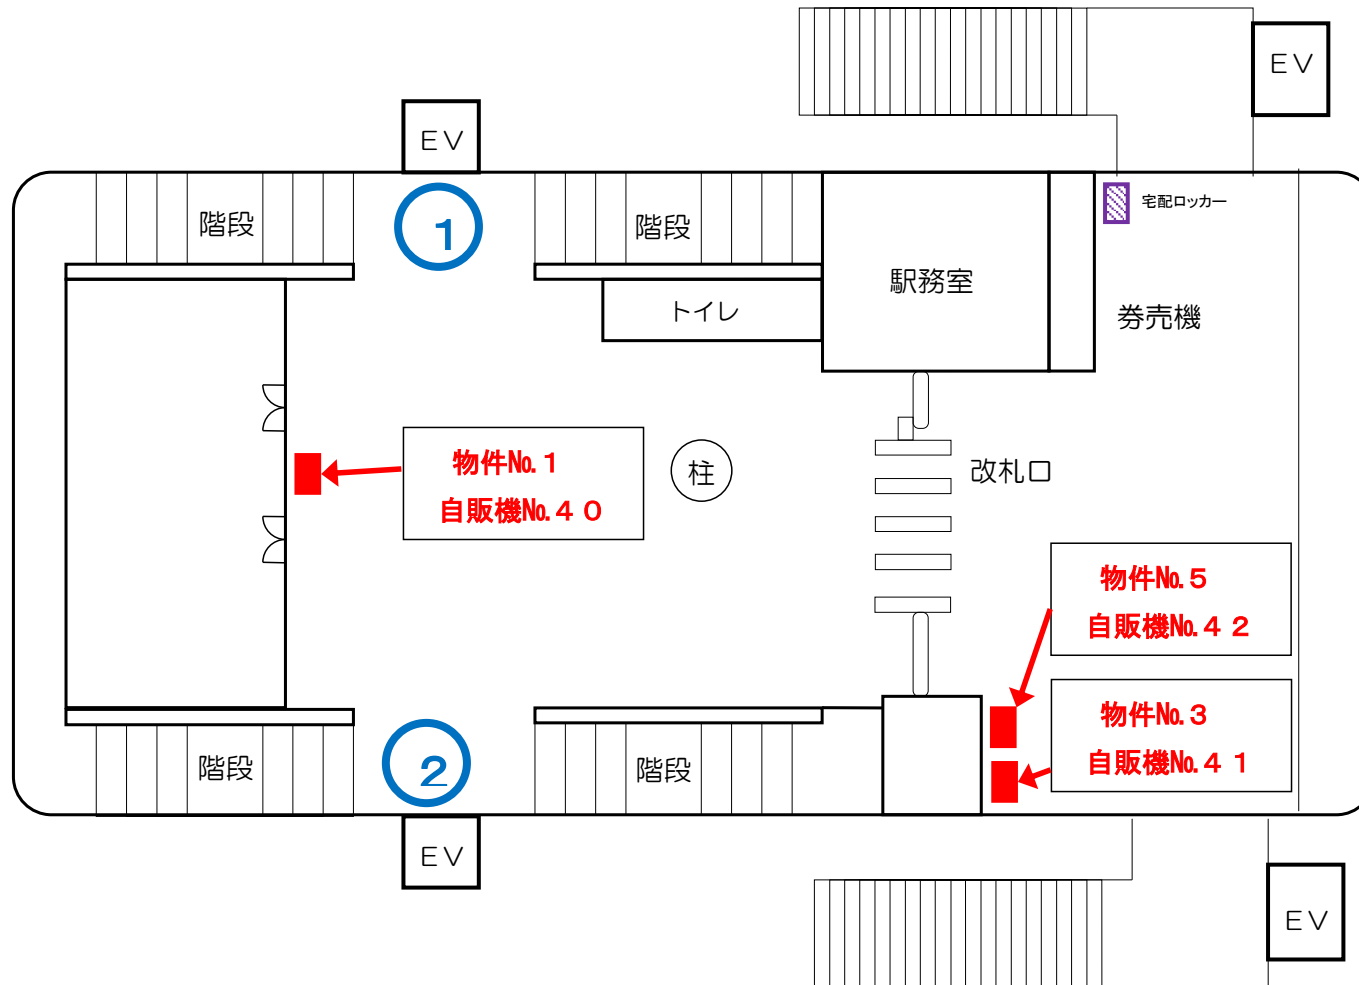 ＥＶ
ＥＶ
階段
1
階段
宅配ロッカー
駅務室
トイレ
券売機
物件No.1
自販機No.４０
柱
改札口
物件No.５
自販機No.４２
物件No.３
自販機No.４１
階段
2
階段
ＥＶ
ＥＶ